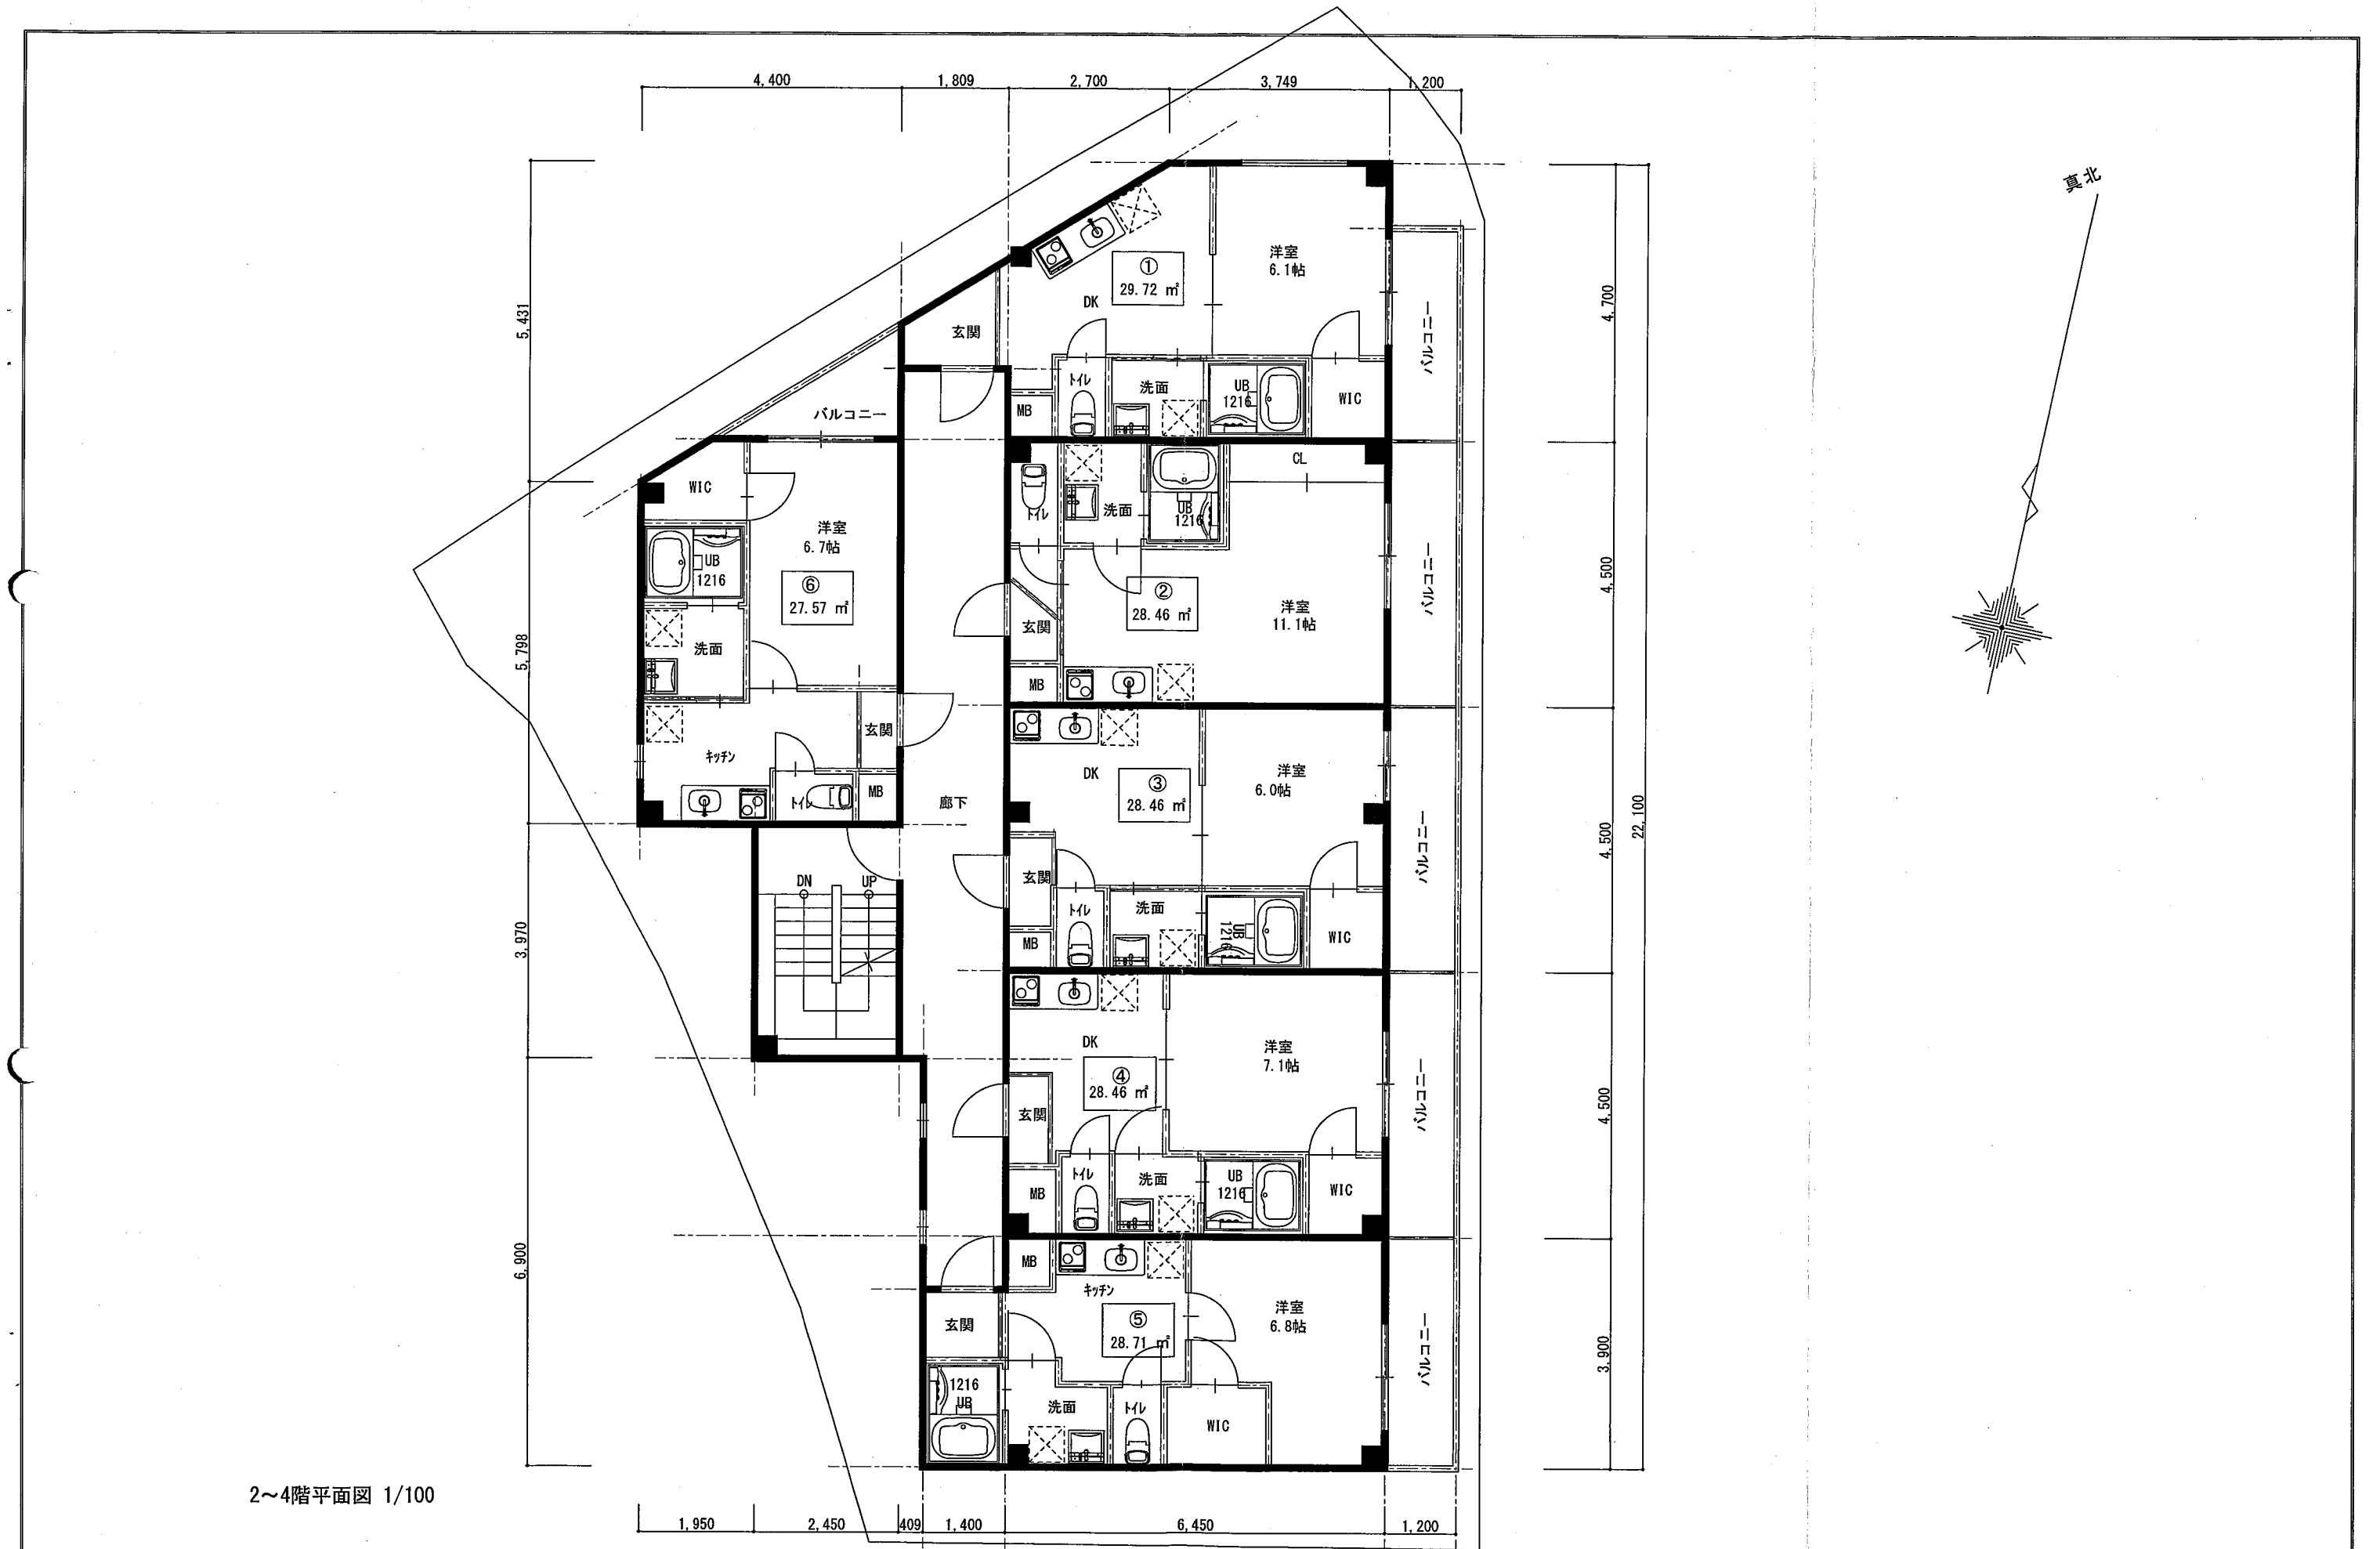 4,400
1,809
2,700
3,749
1,200
真北
5,431
5,798
3,970
6,900
4,700
4,500
4,500
4,500
3,900
22,100
①
29.72 ㎡
洋室
6.1帖
DK
玄関
トイレ
洗面
UB
1216
WIC
MB
バルコニー
バルコニー
CL
トイレ
洗面
UB
1216
②
28.46 ㎡
洋室
11.1帖
玄関
MB
バルコニー
WIC
洋室
6.7帖
UB
1216
⑥
27.57 ㎡
洗面
玄関
キッチン
トイレ
MB
廊下
DK
③
28.46 ㎡
洋室
6.0帖
玄関
トイレ
洗面
UB
1216
WIC
MB
バルコニー
DN
UP
DK
④
28.46 ㎡
洋室
7.1帖
玄関
トイレ
洗面
UB
1216
WIC
MB
バルコニー
MB
キッチン
⑤
28.71 ㎡
洋室
6.8帖
玄関
1216
UB
洗面
トイレ
WIC
バルコニー
2～4階平面図 1/100
1,950
2,450
409
1,400
6,450
1,200